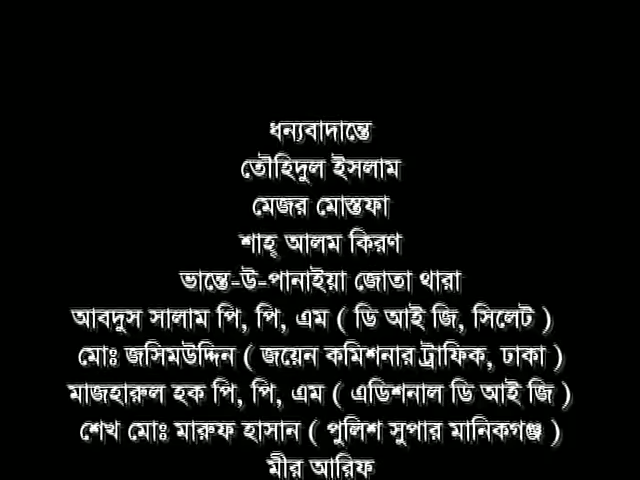 ধন্যবাদান্তে
তৌহিদুল ইসলাম
মেজর মোস্তফা
শাহ্ আলম কিরণ
ভান্তে-উ-পানাইয়া জোতা থারা
আবদুস সালাম পি, পি, এম ( ডি আই জি, সিলেট )
মোঃ জসিমউদ্দিন ( জয়েন কমিশনার ট্রাফিক, ঢাকা )
মাজহারুল হক পি, পি, এম ( এডিশনাল ডি আই জি )
শেখ মোঃ মারুফ হাসান ( পুলিশ সুপার মানিকগঞ্জ )
মীর আরিফ